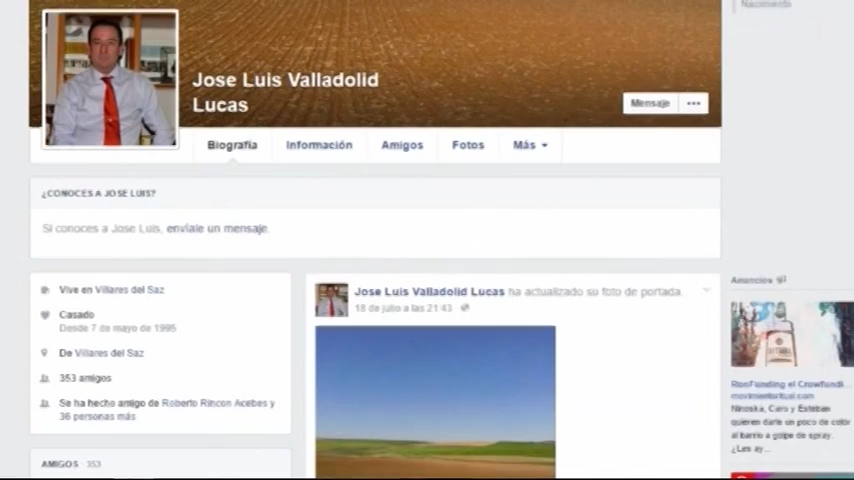 Nacimiento
Jose Luis Valladolid
Lucas
Mensaje
Biografía
Información
Amigos
Fotos
Más
¿CONOCES A JOSE LUIS?
Si conoces a Jose Luis, envíale un mensaje.
Vive en Villares del Saz
Casado
Desde 7 de mayo de 1995
De Villares del Saz
353 amigos
Se ha hecho amigo de Roberto Rincon Acebes y
36 personas más
AMIGOS · 353
Jose Luis Valladolid Lucas ha actualizado su foto de portada.
18 de julio a las 21:43
Anuncios
RonFunding el Crowfundi...
movimientoritual.com
Ninoska, Caro y Esteban
quieren darle un poco de color
al barrio a golpe de spray.
¿Les ay...